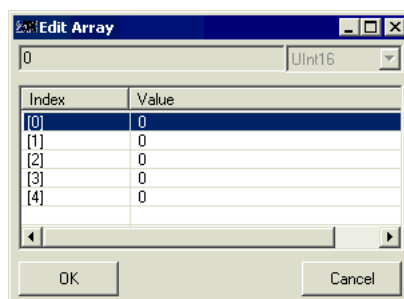 Edit Array
0 UInt16
Index Value
[0] 0
[1] 0
[2] 0
[3] 0
[4] 0
OK Cancel